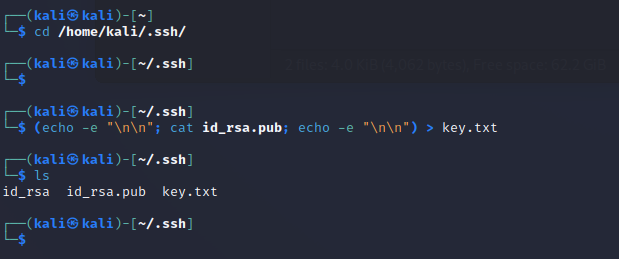 ┌──(kali㉿kali)-[~]
└─$ cd /home/kali/.ssh/
┌──(kali㉿kali)-[~/.ssh]
└─$
┌──(kali㉿kali)-[~/.ssh]
└─$ (echo -e "\n\n"; cat id_rsa.pub; echo -e "\n\n") > key.txt
┌──(kali㉿kali)-[~/.ssh]
└─$ ls
id_rsa  id_rsa.pub  key.txt
┌──(kali㉿kali)-[~/.ssh]
└─$